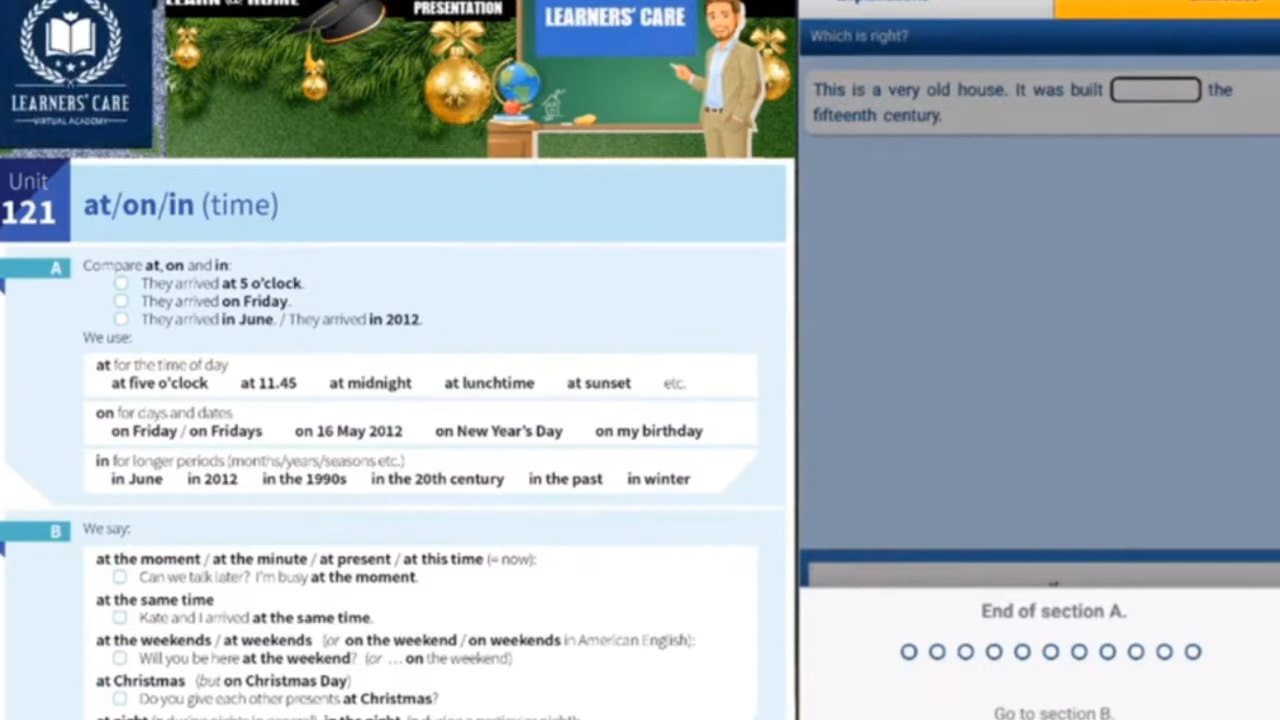 LEARN @ HOME
PRESENTATION
LEARNERS' CARE
LEARNERS' CARE
VIRTUAL ACADEMY
Unit
121
at/on/in (time)
A
Compare at, on and in:
They arrived at 5 o'clock.
They arrived on Friday.
They arrived in June. / They arrived in 2012.
We use:
at for the time of day
at five o'clock at 11.45 at midnight at lunchtime at sunset etc.
on for days and dates
on Friday / on Fridays on 16 May 2012 on New Year's Day on my birthday
in for longer periods (months/years/seasons etc.)
in June in 2012 in the 1990s in the 20th century in the past in winter
B
We say:
at the moment / at the minute / at present / at this time (= now):
Can we talk later? I'm busy at the moment.
at the same time
Kate and I arrived at the same time.
at the weekends / at weekends (or on the weekend / on weekends in American English):
Will you be here at the weekend? (or … on the weekend)
at Christmas (but on Christmas Day)
Do you give each other presents at Christmas?
Which is right?
This is a very old house. It was built the
fifteenth century.
End of section A.
Go to section B.